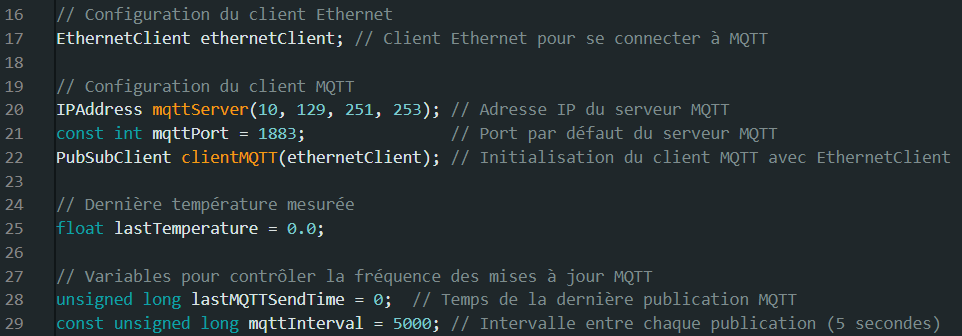 16 // Configuration du client Ethernet
17 EthernetClient ethernetClient; // Client Ethernet pour se connecter à MQTT
18
19 // Configuration du client MQTT
20 IPAddress mqttServer(10, 129, 251, 253); // Adresse IP du serveur MQTT
21 const int mqttPort = 1883; // Port par défaut du serveur MQTT
22 PubSubClient clientMQTT(ethernetClient); // Initialisation du client MQTT avec EthernetClient
23
24 // Dernière température mesurée
25 float lastTemperature = 0.0;
26
27 // Variables pour contrôler la fréquence des mises à jour MQTT
28 unsigned long lastMQTTSendTime = 0; // Temps de la dernière publication MQTT
29 const unsigned long mqttInterval = 5000; // Intervalle entre chaque publication (5 secondes)